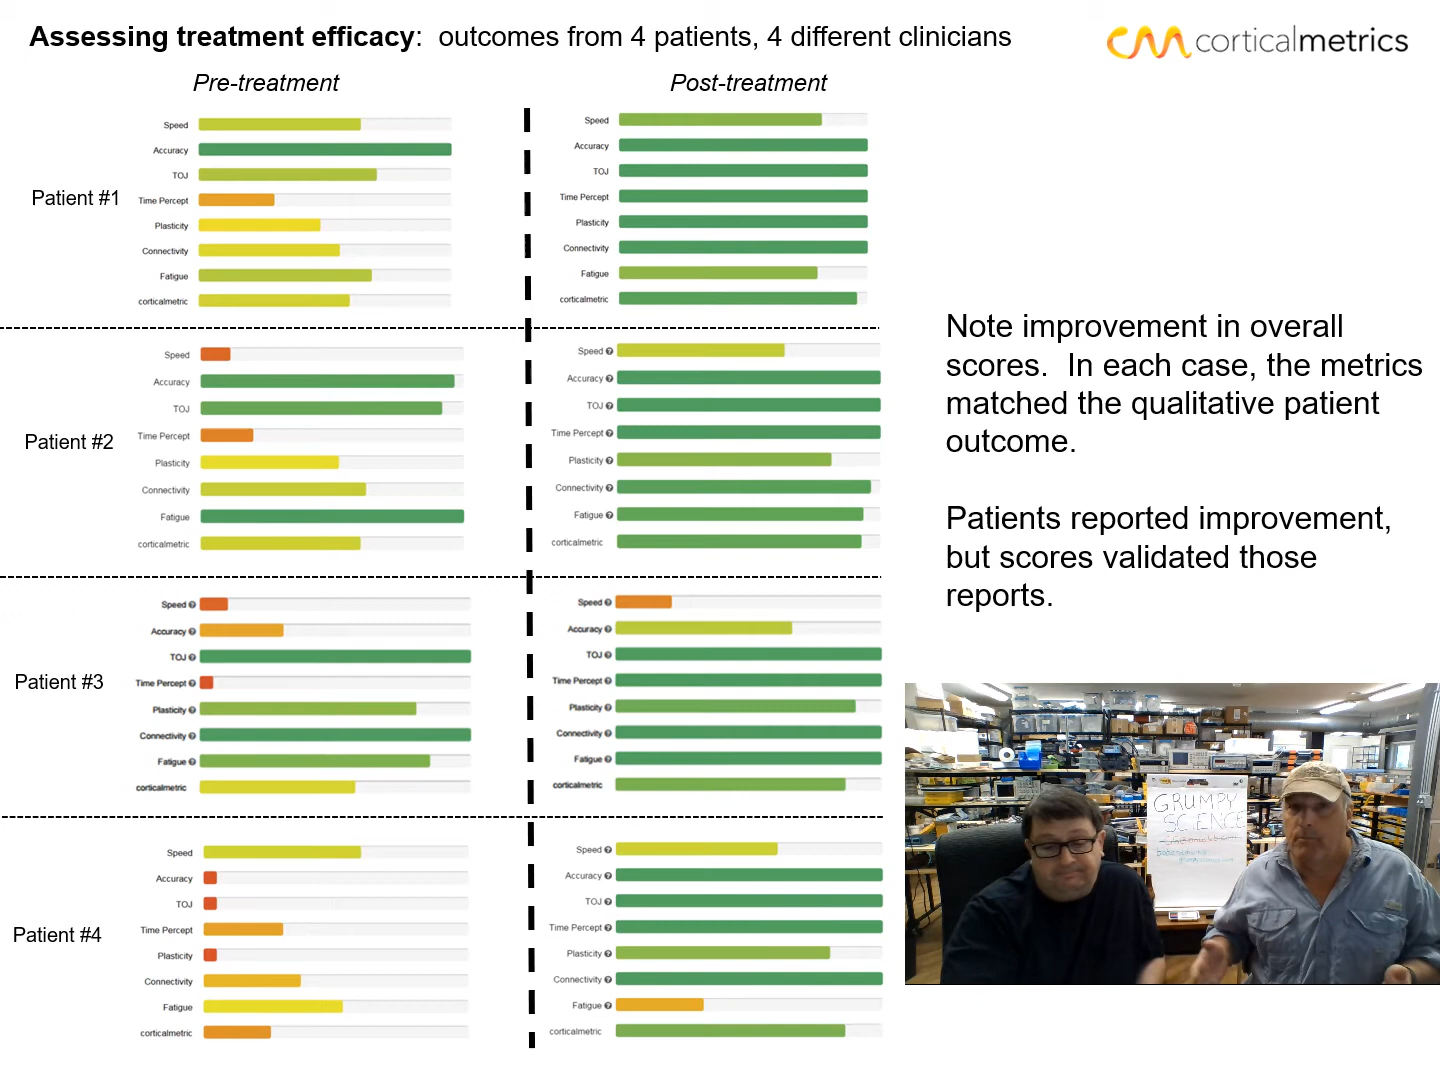 Assessing treatment efficacy: outcomes from 4 patients, 4 different clinicians
corticalmetrics
Pre-treatment
Post-treatment
Patient #1
Speed
Accuracy
TOJ
Time Percept
Plasticity
Connectivity
Fatigue
corticalmetric
Speed
Accuracy
TOJ
Time Percept
Plasticity
Connectivity
Fatigue
corticalmetric
Patient #2
Speed
Accuracy
TOJ
Time Percept
Plasticity
Connectivity
Fatigue
corticalmetric
Speed
Accuracy
TOJ
Time Percept
Plasticity
Connectivity
Fatigue
corticalmetric
Patient #3
Speed
Accuracy
TOJ
Time Percept
Plasticity
Connectivity
Fatigue
corticalmetric
Speed
Accuracy
TOJ
Time Percept
Plasticity
Connectivity
Fatigue
corticalmetric
Patient #4
Speed
Accuracy
TOJ
Time Percept
Plasticity
Connectivity
Fatigue
corticalmetric
Speed
Accuracy
TOJ
Time Percept
Plasticity
Connectivity
Fatigue
corticalmetric
Note improvement in overall
scores. In each case, the metrics
matched the qualitative patient
outcome.
Patients reported improvement,
but scores validated those
reports.
GRUMPY
SCIENCE